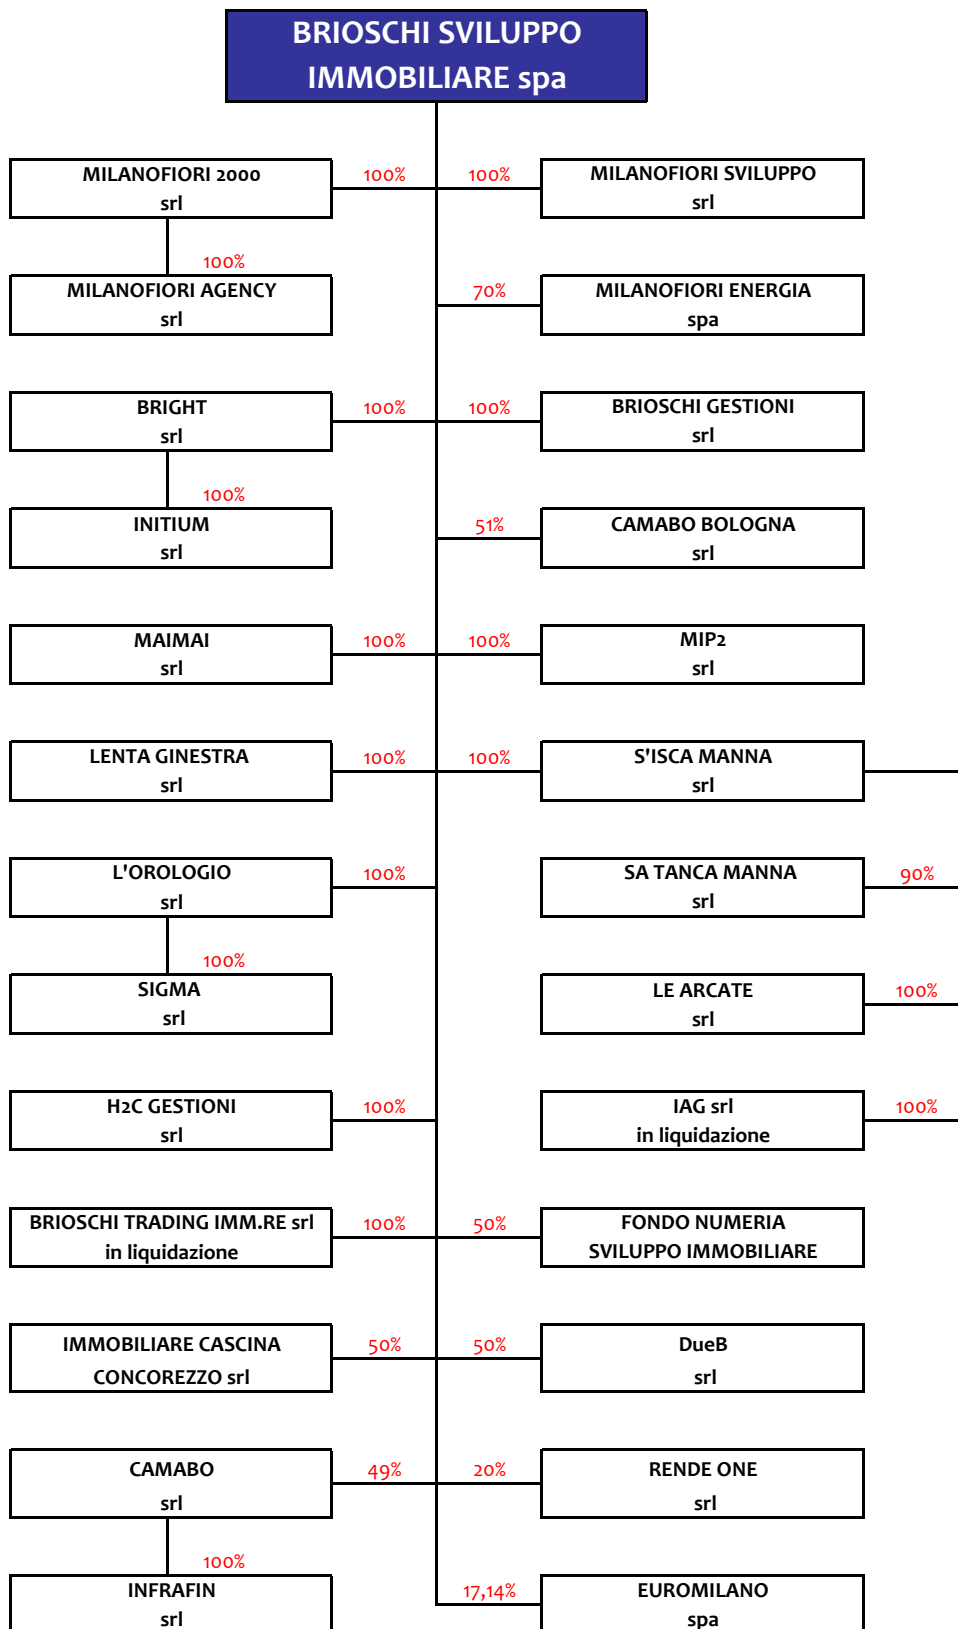 BRIOSCHI SVILUPPO
IMMOBILIARE spa
MILANOFIORI 2000
srl
100%
100%
MILANOFIORI SVILUPPO
srl
100%
MILANOFIORI AGENCY
srl
70%
MILANOFIORI ENERGIA
spa
BRIGHT
srl
100%
100%
BRIOSCHI GESTIONI
srl
100%
INITIUM
srl
51%
CAMABO BOLOGNA
srl
MAIMAI
srl
100%
100%
MIP2
srl
LENTA GINESTRA
srl
100%
100%
S'ISCA MANNA
srl
L'OROLOGIO
srl
100%
SA TANCA MANNA
srl
90%
100%
SIGMA
srl
LE ARCATE
srl
100%
H2C GESTIONI
srl
100%
IAG srl
in liquidazione
100%
BRIOSCHI TRADING IMM.RE srl
in liquidazione
100%
50%
FONDO NUMERIA
SVILUPPO IMMOBILIARE
IMMOBILIARE CASCINA
CONCOREZZO srl
50%
50%
DueB
srl
CAMABO
srl
49%
20%
RENDE ONE
srl
100%
INFRAFIN
srl
17,14%
EUROMILANO
spa